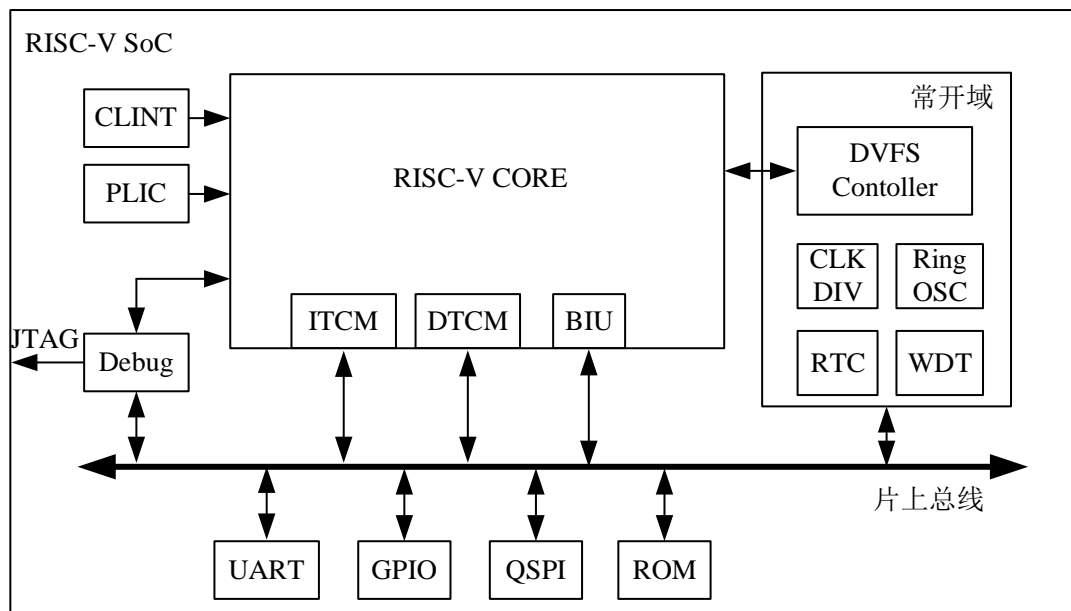 RISC-V SoC
CLINT
PLIC
RISC-V CORE
常开域
DVFS
Contoller
CLK
DIV
Ring
OSC
RTC
WDT
ITCM
DTCM
BIU
JTAG
Debug
片上总线
UART
GPIO
QSPI
ROM